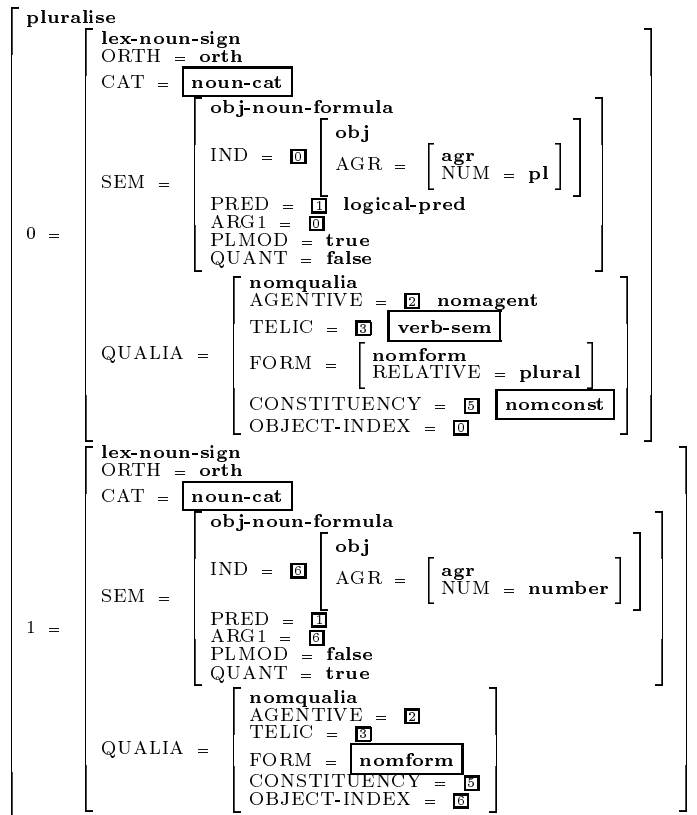 pluralise
lex-noun-sign
ORTH = orth
CAT = noun-cat
obj-noun-formula
obj
IND = 0
AGR =
agr
NUM = pl
SEM =
PRED = 1 logical-pred
ARG1 = 0
0 =
PLMOD = true
QUANT = false
nomqualia
AGENTIVE = 2 nomagent
TELIC = 3 verb-sem
QUALIA =
FORM =
nomform
RELATIVE = plural
CONSTITUENCY = 5 nomconst
OBJECT-INDEX = 0
lex-noun-sign
ORTH = orth
CAT = noun-cat
obj-noun-formula
obj
IND = 6
AGR =
agr
NUM = number
SEM =
PRED = 1
1 =
ARG1 = 6
PLMOD = false
QUANT = true
nomqualia
AGENTIVE = 2
TELIC = 3
QUALIA =
FORM = nomform
CONSTITUENCY = 5
OBJECT-INDEX = 6